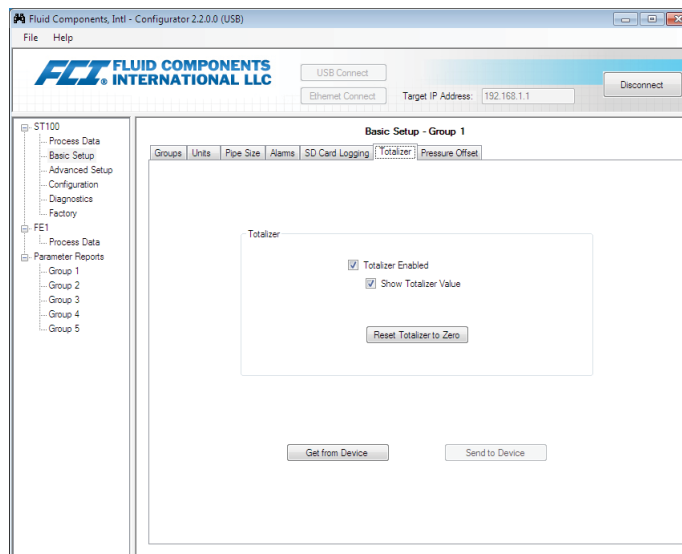 Fluid Components, Intl - Configurator 2.2.0.0 (USB)
File Help
FCI. FLUID COMPONENTS
INTERNATIONAL LLC
USB Connect
Ethernet Connect
Target IP Address: 192.168.1.1
Disconnect
ST100
Process Data
Basic Setup
Advanced Setup
Configuration
Diagnostics
Factory
FE1
Process Data
Parameter Reports
Group 1
Group 2
Group 3
Group 4
Group 5
Basic Setup - Group 1
Groups Units Pipe Size Alarms SD Card Logging Totalizer Pressure Offset
Totalizer
Totalizer Enabled
Show Totalizer Value
Reset Totalizer to Zero
Get from Device Send to Device